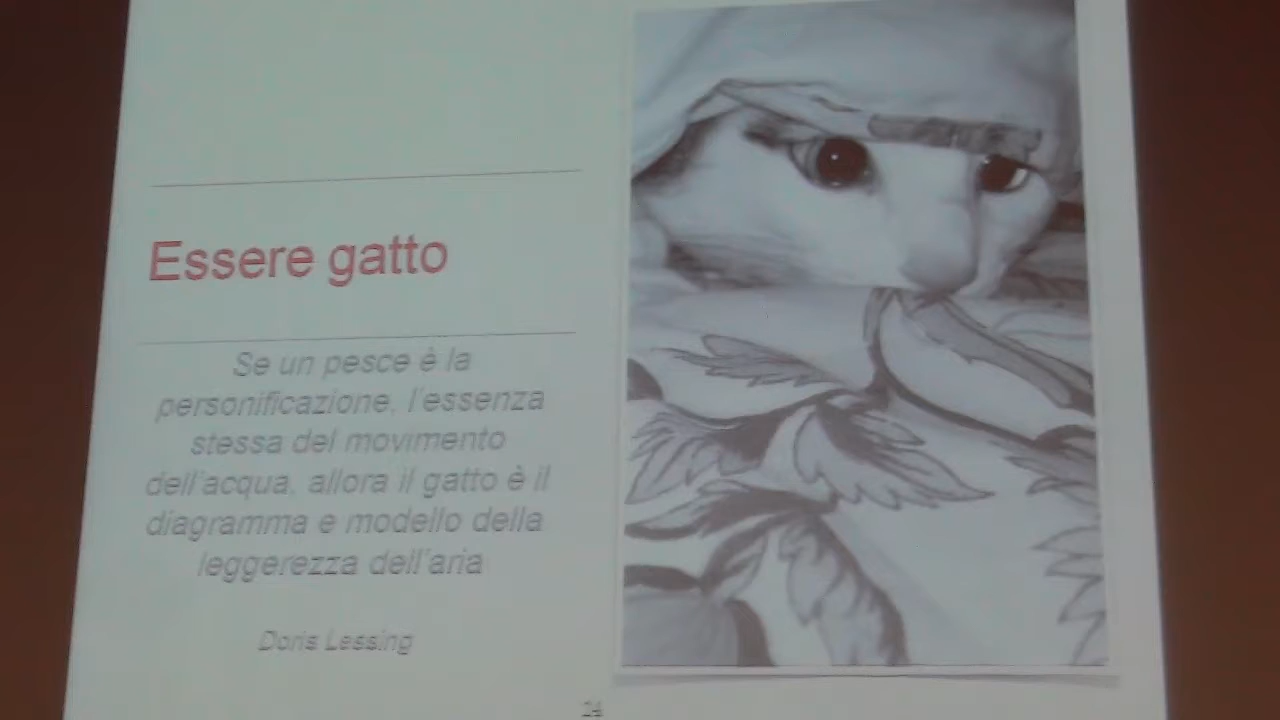 Essere gatto
Se un pesce è la
personificazione, l'essenza
stessa del movimento
dell'acqua, allora il gatto è il
diagramma e modello della
leggerezza dell'aria
Doris Lessing
24